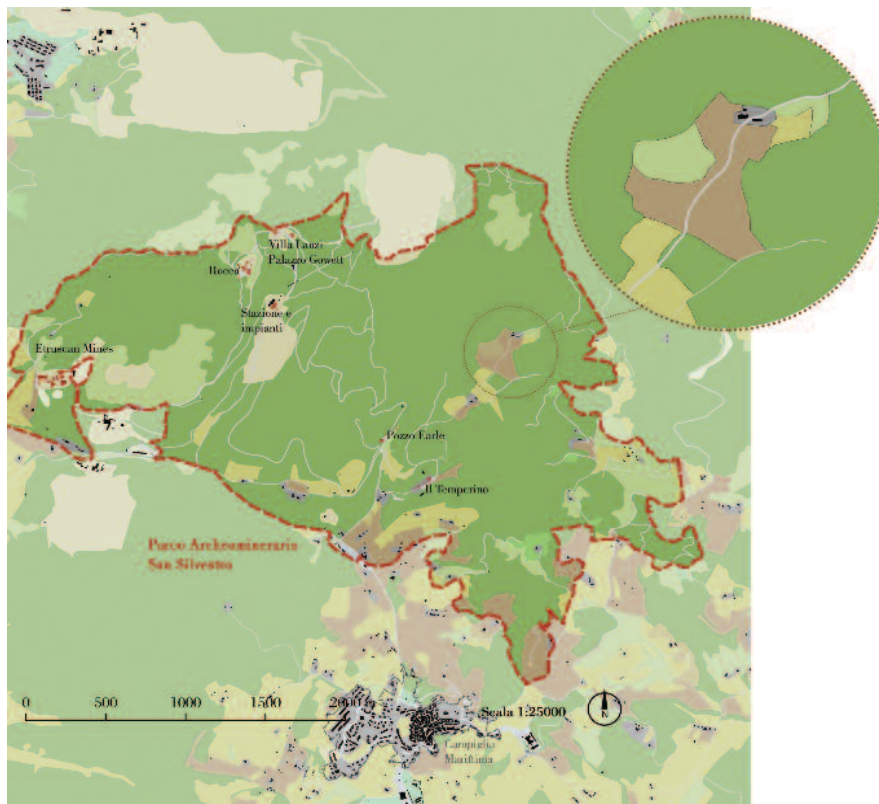 Villa Lanzi
Palazzo Gowett
Rocca
Stazione e
impianti
Etruscan Mines
Pozzo Earle
Il Temperino
Parco Archeominerario
San Silvestro
0 500 1000 1500 2000 m
Scala 1:25000
N
Campiglia
Marittima